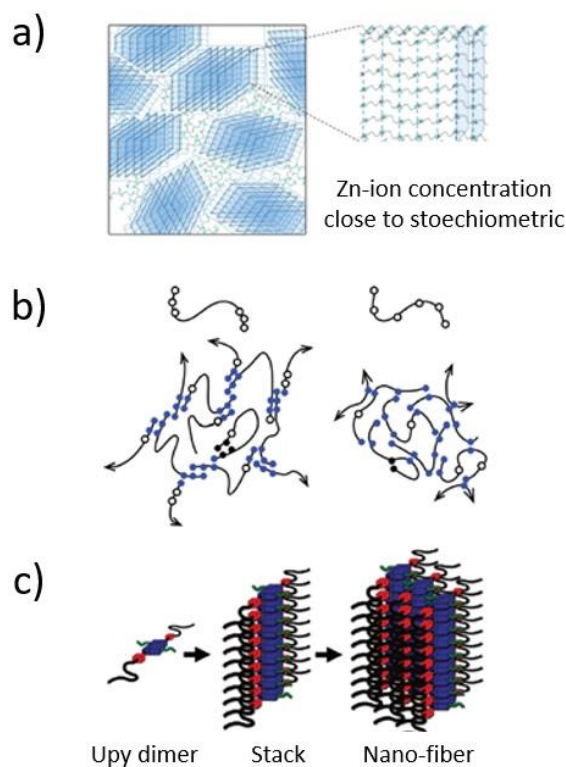 a)
Zn-ion concentration
close to stoechiometric
b)
c)
Upy dimer
Stack
Nano-fiber